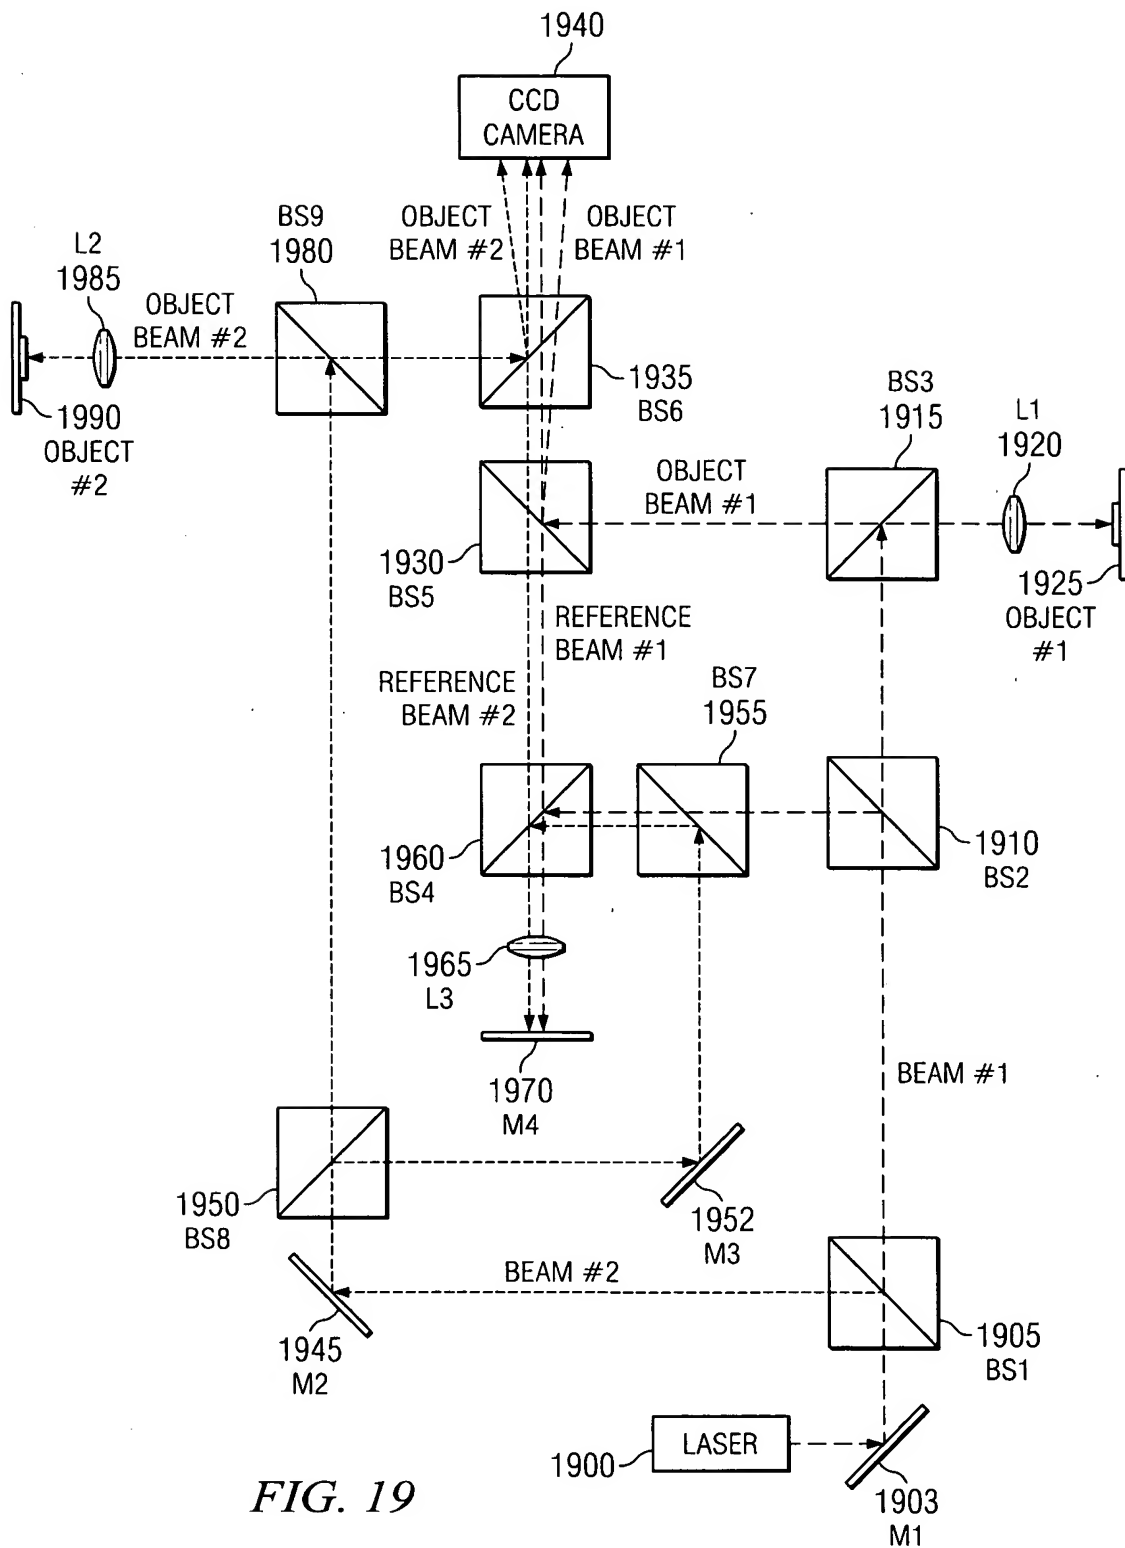 1940
CCD
CAMERA
OBJECT
BEAM #2
OBJECT
BEAM #1
BS9
1980
L2
1985
OBJECT
BEAM #2
1990
OBJECT
#2
1935
BS6
BS3
1915
L1
1920
OBJECT
BEAM #1
1930
BS5
1925
OBJECT
#1
REFERENCE
BEAM #1
REFERENCE
BEAM #2
BS7
1955
1960
BS4
1910
BS2
1965
L3
1970
M4
BEAM #1
1950
BS8
1952
M3
BEAM #2
1945
M2
1905
BS1
LASER
1900
1903
M1
FIG. 19